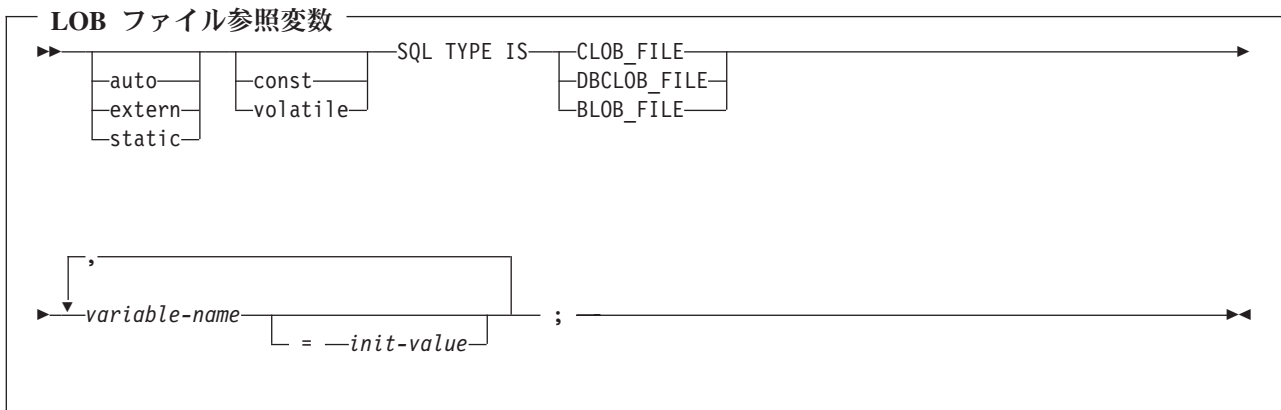 LOB ファイル参照変数
SQL TYPE IS CLOB_FILE
auto const DBCLOB_FILE
extern volatile BLOB_FILE
static
,
variable-name ;
= init-value